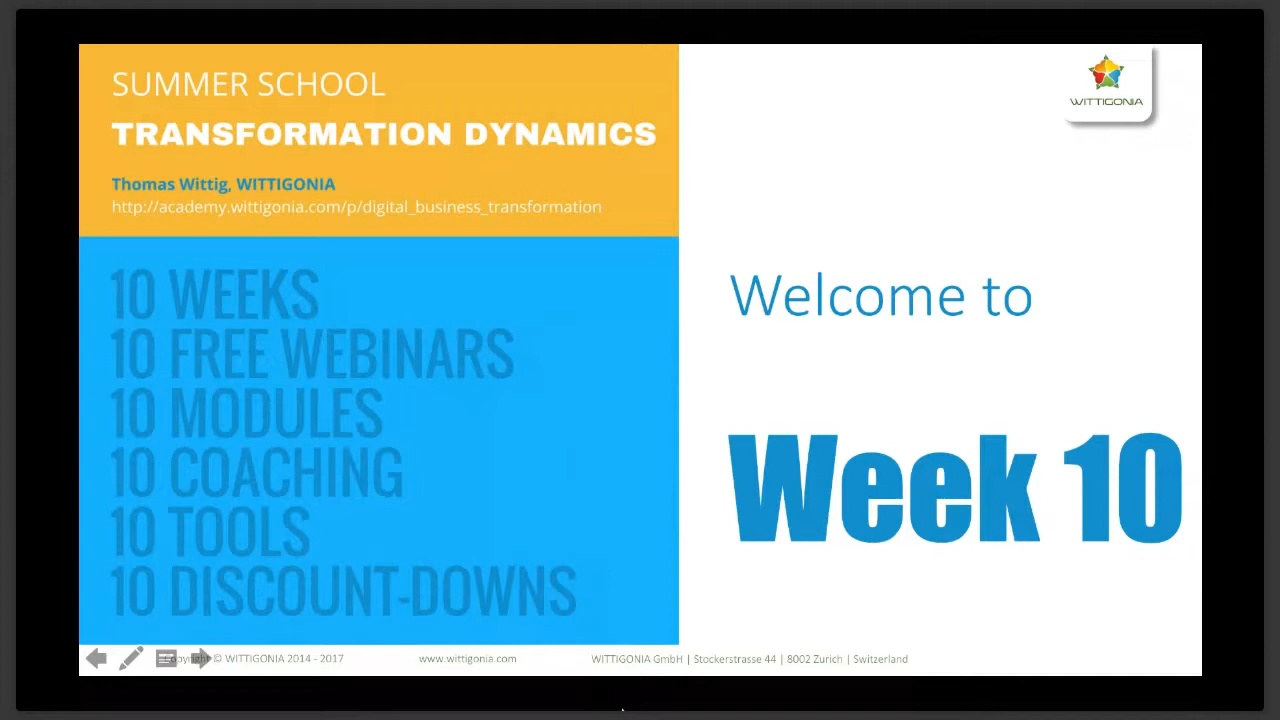 SUMMER SCHOOL
TRANSFORMATION DYNAMICS
Thomas Wittig, WITTIGONIA
http://academy.wittigonia.com/p/digital_business_transformation
10 WEEKS
10 FREE WEBINARS
10 MODULES
10 COACHING
10 TOOLS
10 DISCOUNT-DOWNS
WITTIGONIA
Welcome to
Week 10
Copyright © WITTIGONIA 2014 - 2017
www.wittigonia.com
WITTIGONIA GmbH | Stockerstrasse 44 | 8002 Zurich | Switzerland